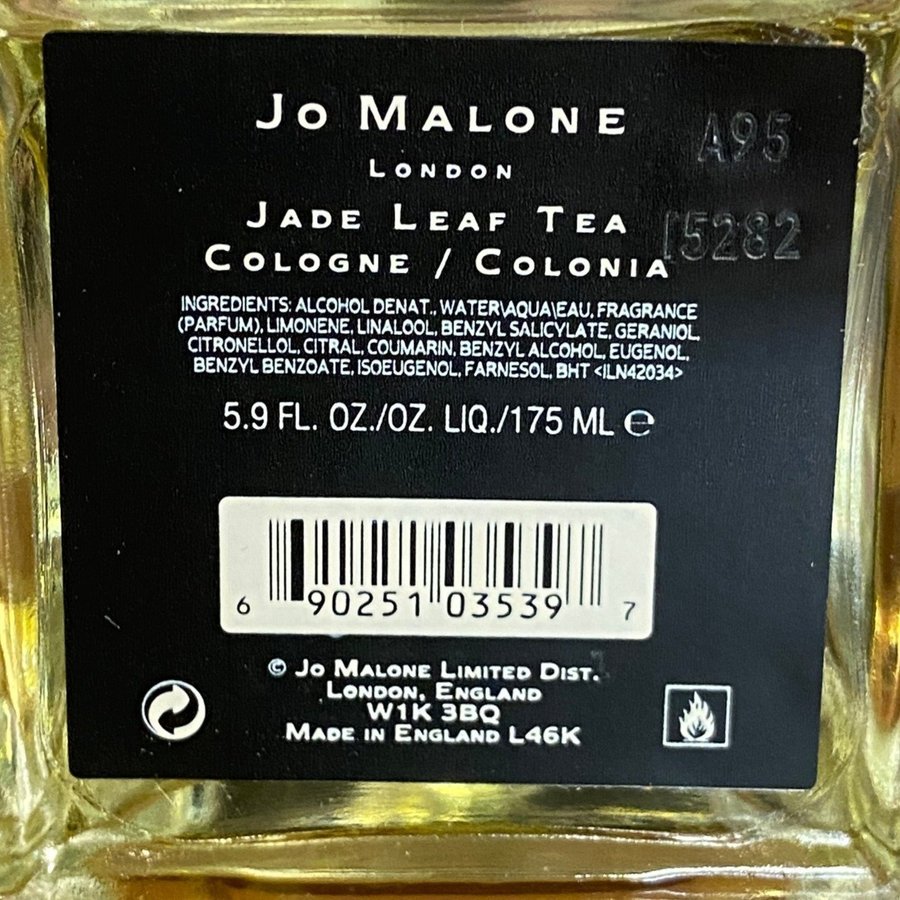 Jo Malone
London
A95
Jade Leaf Tea
5282
Cologne / Colonia
INGREDIENTS: ALCOHOL DENAT., WATER\AQUA\EAU, FRAGRANCE
(PARFUM), LIMONENE, LINALOOL, BENZYL SALICYLATE, GERANIOL,
CITRONELLOL, CITRAL, COUMARIN, BENZYL ALCOHOL, EUGENOL,
BENZYL BENZOATE, ISOEUGENOL, FARNESOL, BHT <ILN42034>
5.9 FL. OZ./OZ. LIQ./175 ML ℮
6 90251 03539 7
© Jo Malone Limited Dist.
London, England
W1K 3BQ
Made in England L46K